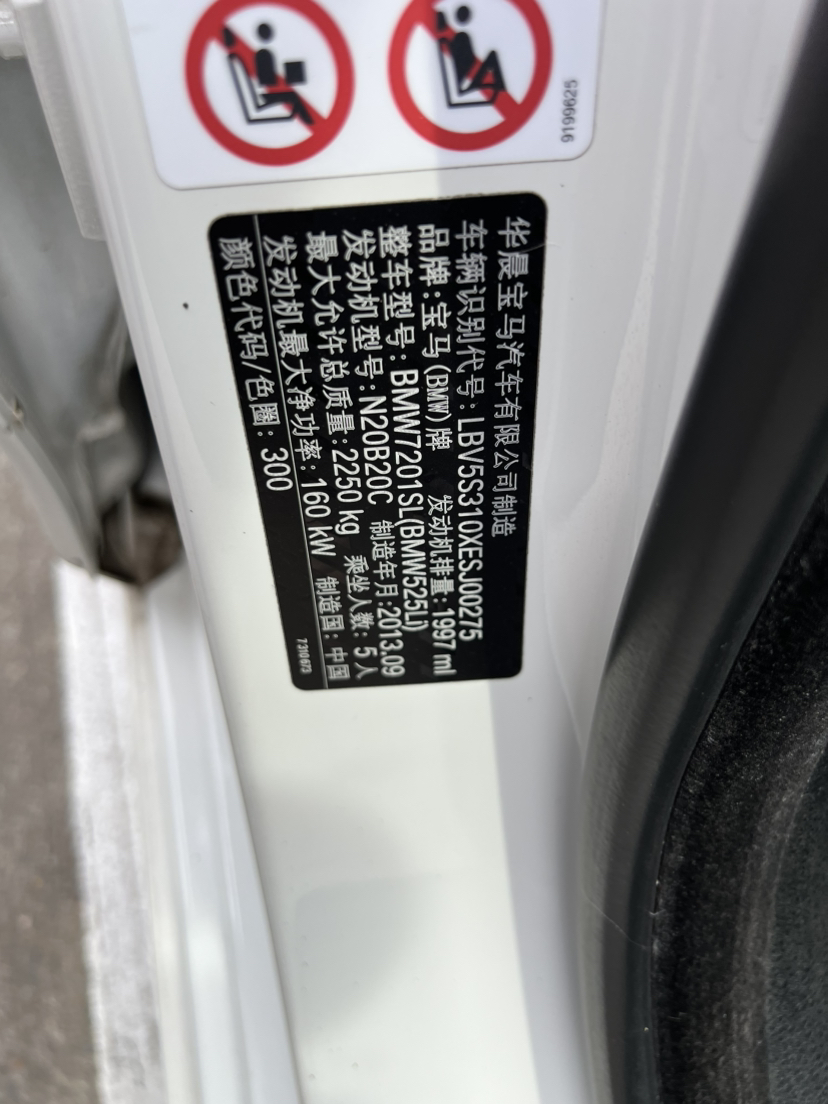 9199625
华晨宝马汽车有限公司制造
车辆识别代号:LBV5S310XESJ00275
品牌:宝马(BMW)牌 发动机排量:1997 ml
整车型号:BMW7201SL(BMW525Li)
发动机型号:N20B20C 制造年月:2013.09
最大允许总质量:2250 kg 乘坐人数:5人
发动机最大净功率:160 kW 制造国:中国
颜色代码/色圈:300
7310673